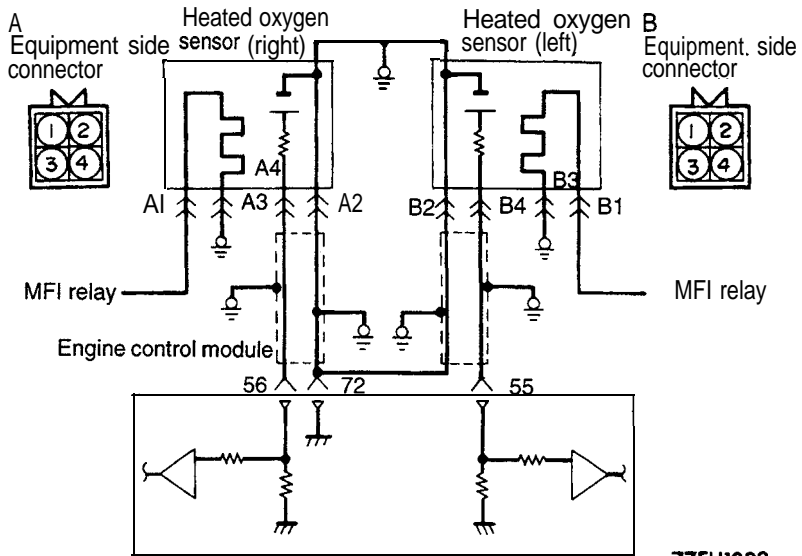 A
Equipment side
connector
Heated oxygen
sensor (right)
Heated oxygen
sensor (left)
B
Equipment. side
connector
1 2
3 4
1 2
3 4
A4
B3
AI
A3
A2
B2
B4
B1
MFI relay
MFI relay
Engine control module
56
72
55